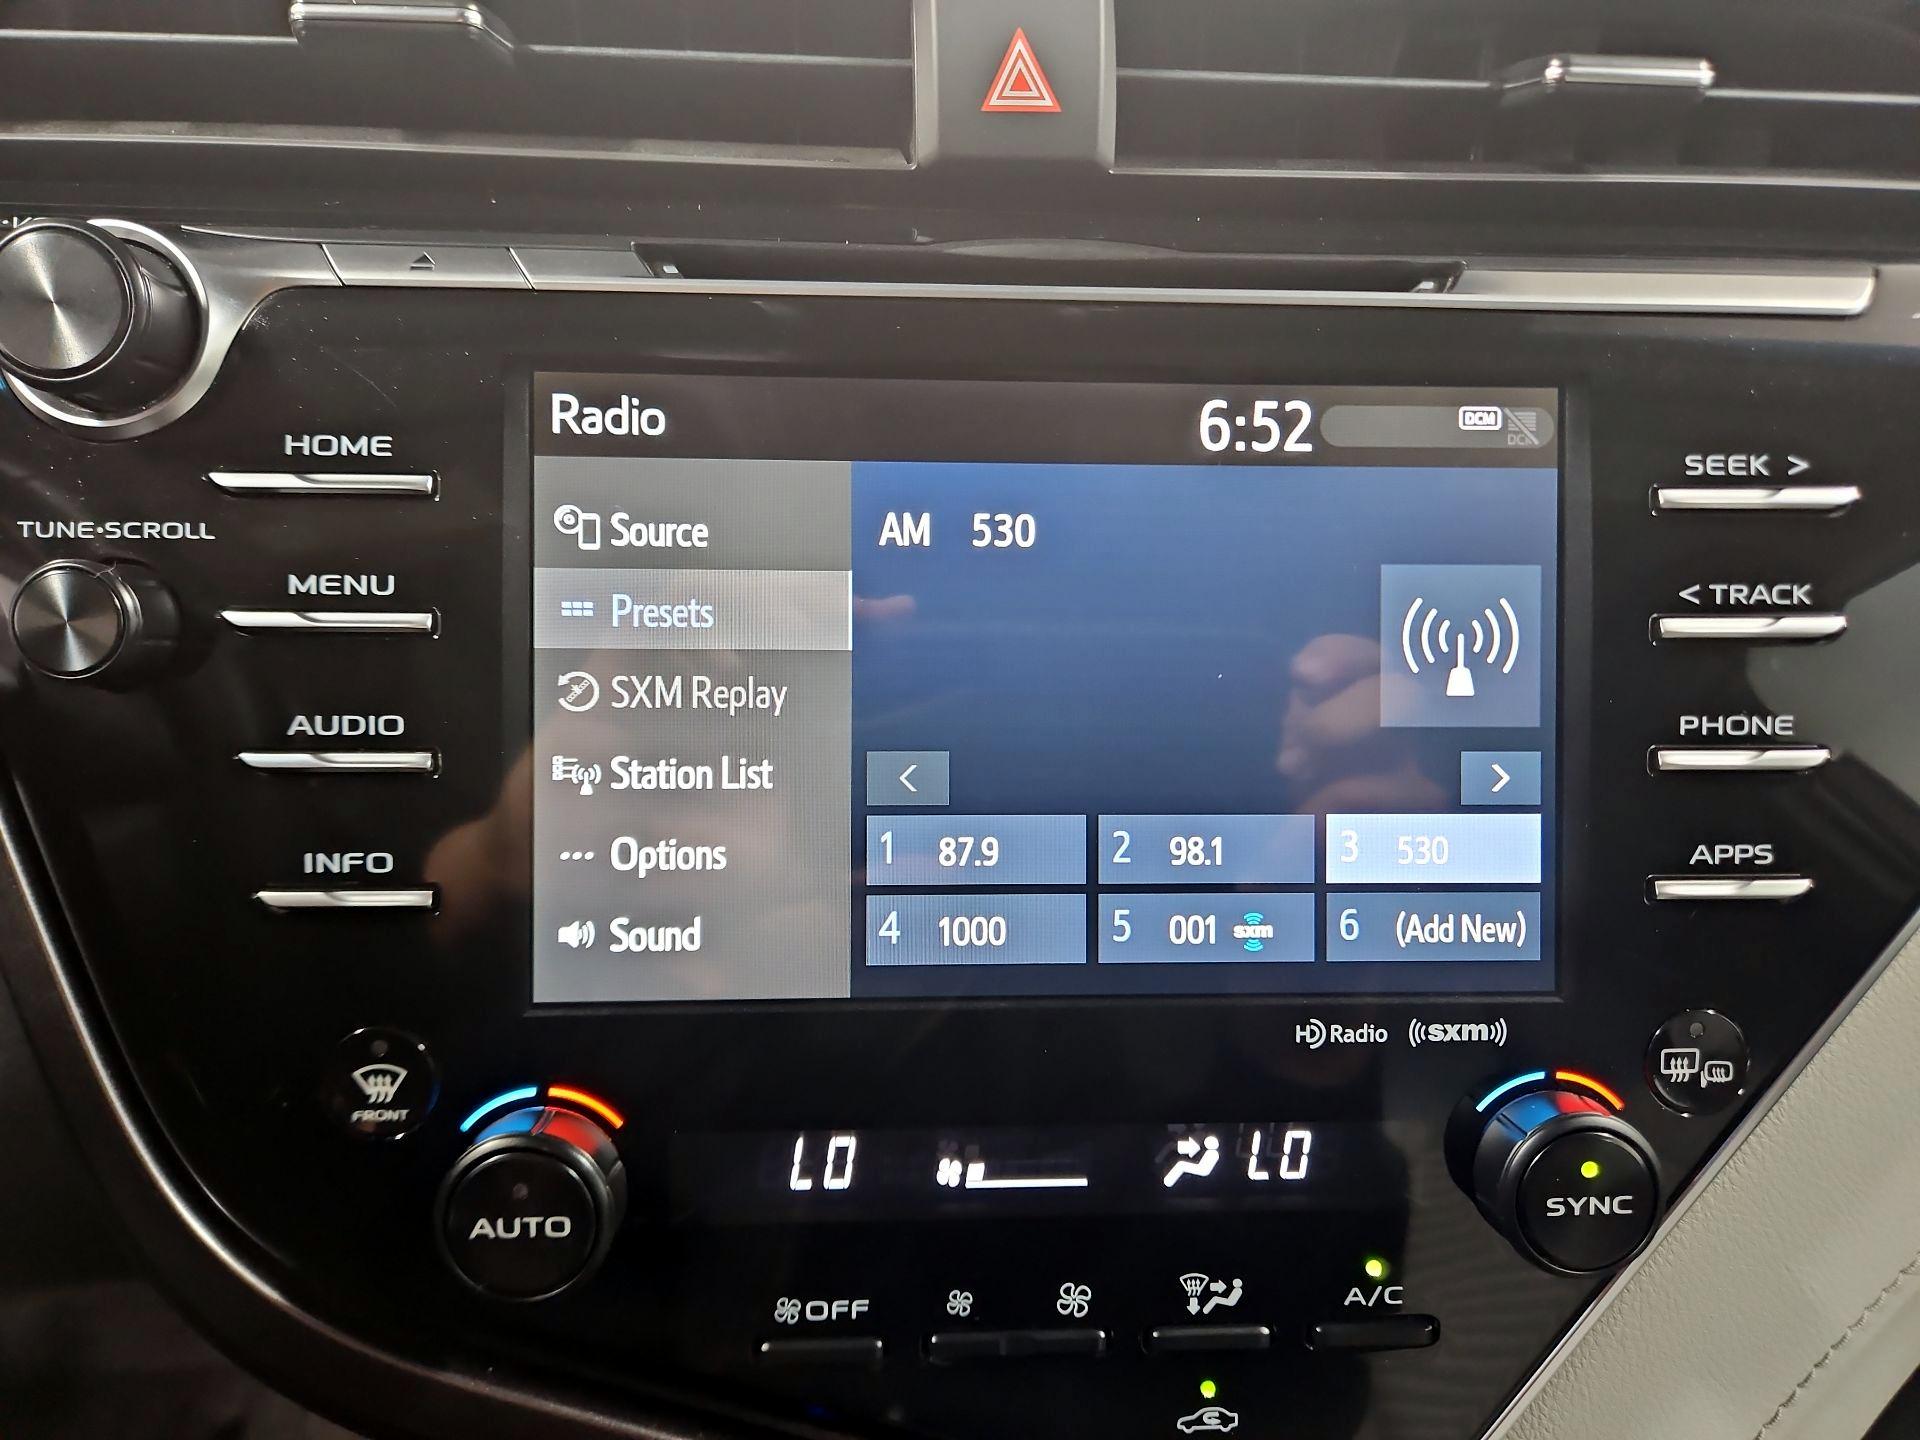 HOME
TUNE•SCROLL
MENU
AUDIO
INFO
Radio
6:52
DCM
Source
Presets
SXM Replay
Station List
... Options
Sound
AM 530
<
>
1 87.9
2 98.1
3 530
4 1000
5 001 sxm
6 (Add New)
SEEK >
< TRACK
PHONE
APPS
HD Radio
((sxm))
FRONT
AUTO
LO
LO
SYNC
OFF
A/C